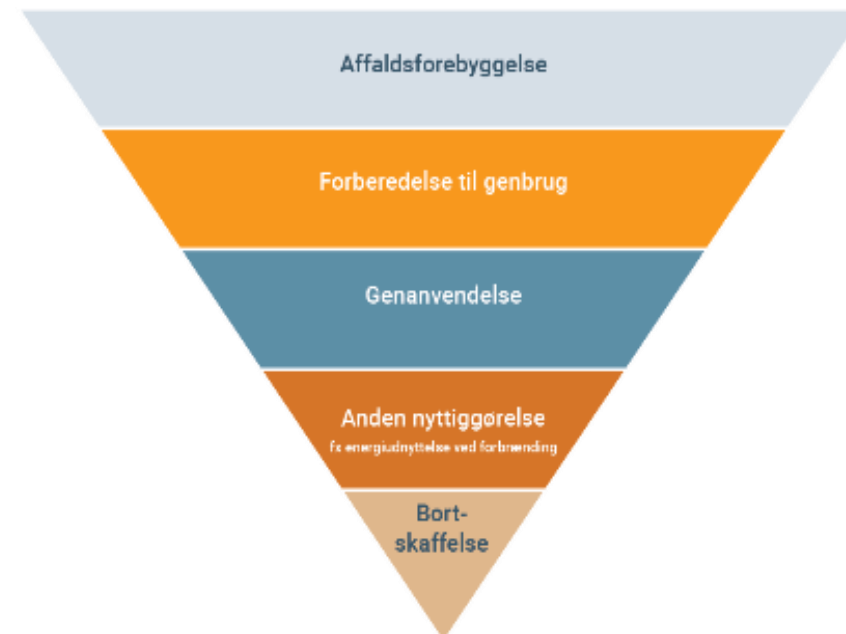 Affaldsforebyggelse
Forberedelse til genbrug
Genanvendelse
Anden nyttiggørelse
fx energiudnyttelse ved forbrænding
Bort-
skaffelse